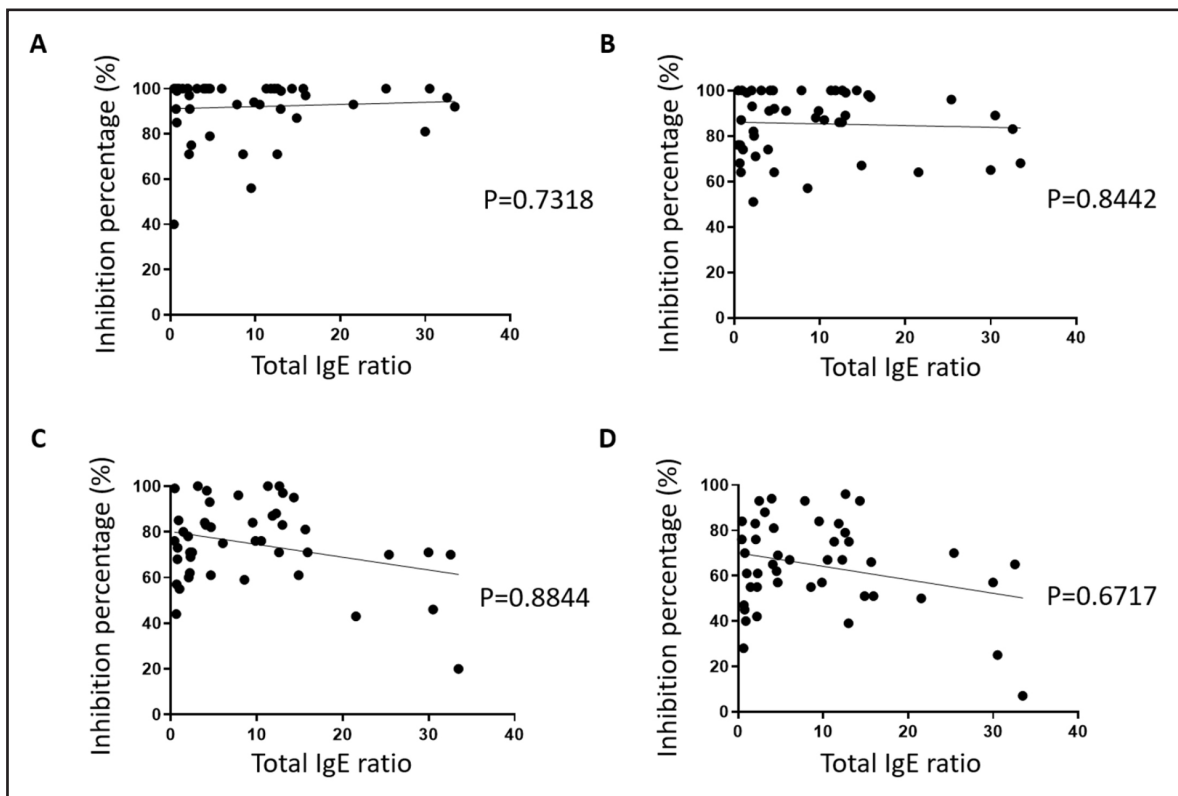 A
Inhibition percentage (%)
100
80
60
40
20
0
0 10 20 30 40
Total IgE ratio
P=0.7318
B
Inhibition percentage (%)
100
80
60
40
20
0
0 10 20 30 40
Total IgE ratio
P=0.8442
C
Inhibition percentage (%)
100
80
60
40
20
0
0 10 20 30 40
Total IgE ratio
P=0.8844
D
Inhibition percentage (%)
100
80
60
40
20
0
0 10 20 30 40
Total IgE ratio
P=0.6717